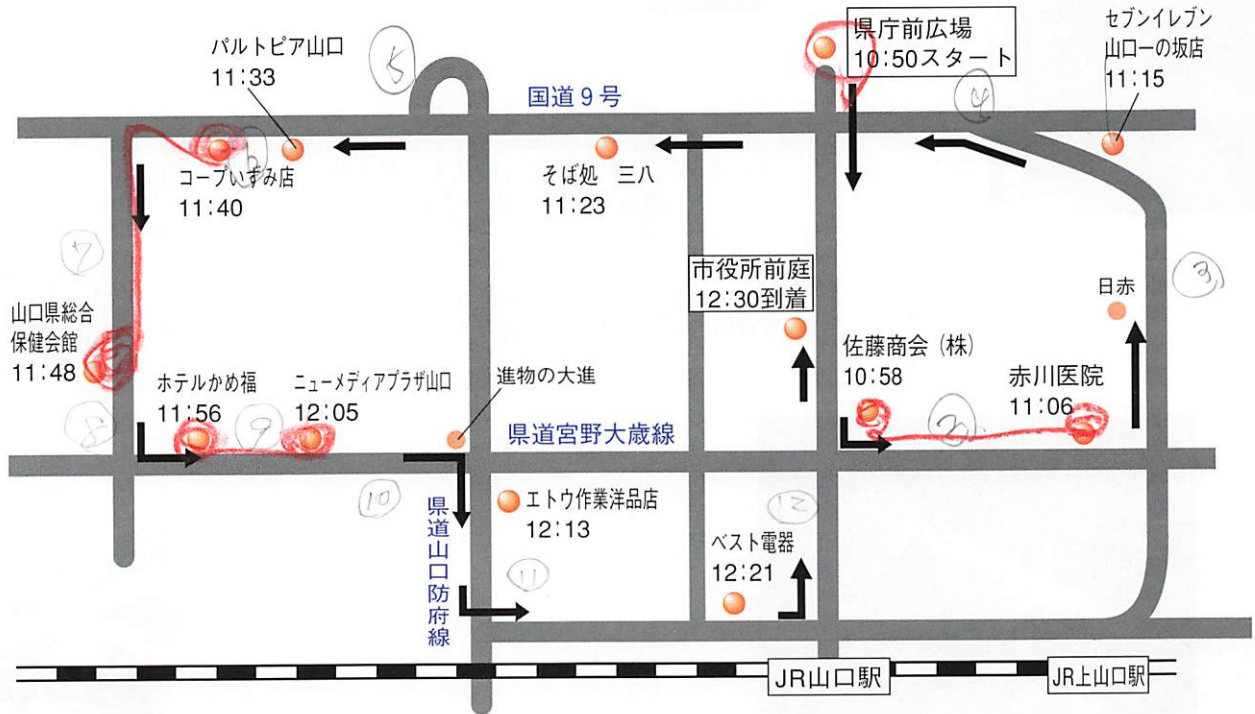 県庁前広場
10:50スタート
セブンイレブン
山口一の坂店
11:15
パルトピア山口
11:33
⑤
④
国道9号
コープいずみ店
11:40
⑥
そば処 三八
11:23
⑦
③
市役所前庭
12:30到着
日赤
山口県総合
保健会館
11:48
佐藤商会(株)
10:58
赤川医院
11:06
②
ホテルかめ福
11:56
ニューメディアプラザ山口
12:05
進物の大進
⑧
⑨
県道宮野大歳線
⑩
県道山口防府線
エトウ作業洋品店
12:13
⑪
⑫
ベスト電器
12:21
JR山口駅
JR上山口駅